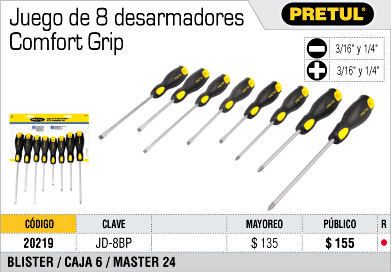 Juego de 8 desarmadores
Comfort Grip
PRETUL®
3/16" y 1/4"
3/16" y 1/4"
PRETUL
CÓDIGO CLAVE MAYOREO PÚBLICO R
20219 JD-8BP $ 135 $ 155
BLISTER / CAJA 6 / MASTER 24